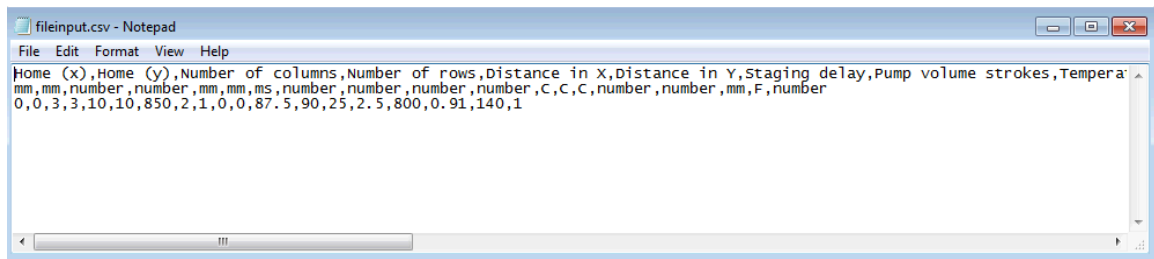 fileinput.csv - Notepad
File Edit Format View Help
Home (x),Home (y),Number of columns,Number of rows,Distance in X,Distance in Y,Staging delay,Pump volume strokes,Temperat
mm,mm,number,number,mm,mm,ms,number,number,number,number,C,C,C,number,number,mm,F,number
0,0,3,3,10,10,850,2,1,0,0,87.5,90,25,2.5,800,0.91,140,1